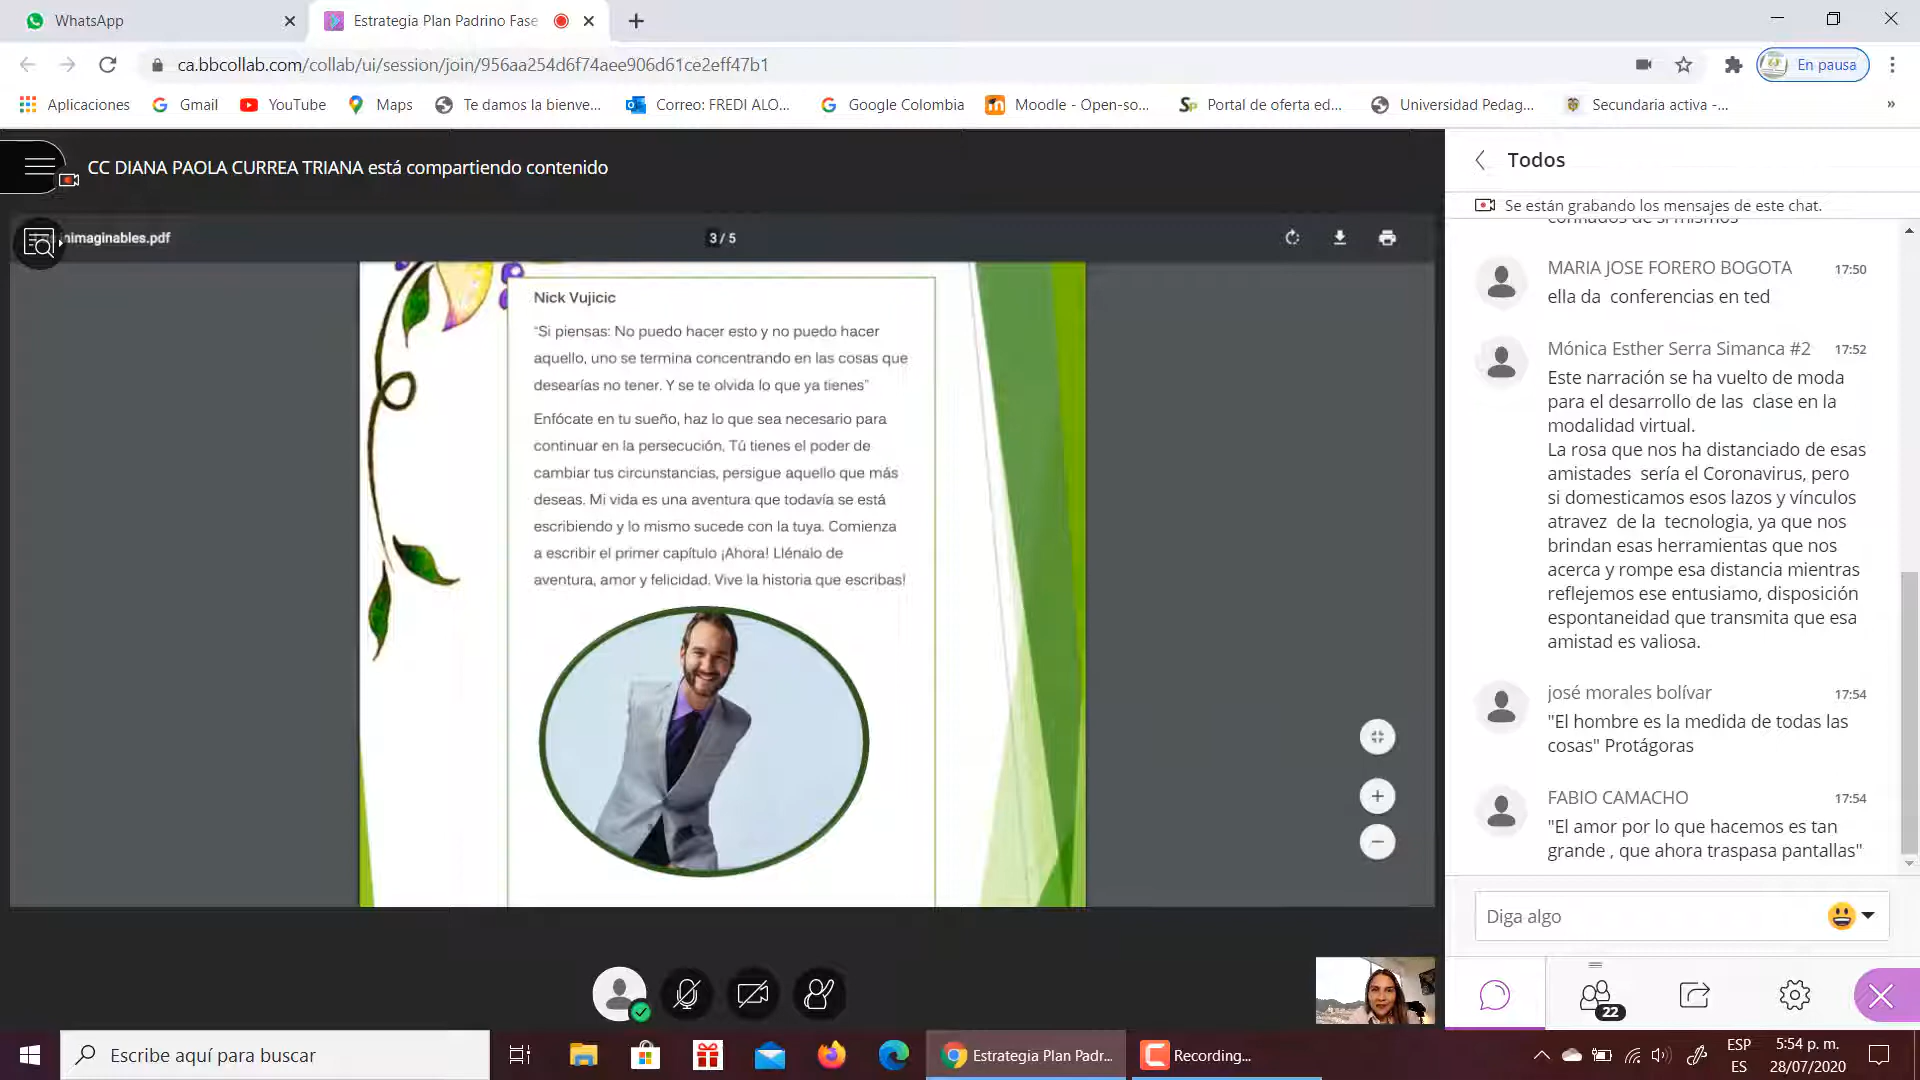 WhatsApp
Estrategia Plan Padrino Fase
ca.bbcollab.com/collab/ui/session/join/956aa254d6f74aee906d61ce2eff47b1
En pausa
Aplicaciones
Gmail
YouTube
Maps
Te damos la bienve...
Correo: FREDI ALO...
Google Colombia
Moodle - Open-so...
Portal de oferta ed...
Universidad Pedag...
Secundaria activa -...
»
CC DIANA PAOLA CURREA TRIANA está compartiendo contenido
nimaginables.pdf
3 / 5
Nick Vujicic
“Si piensas: No puedo hacer esto y no puedo hacer
aquello, uno se termina concentrando en las cosas que
desearías no tener. Y se te olvida lo que ya tienes”
Enfócate en tu sueño, haz lo que sea necesario para
continuar en la persecución, Tú tienes el poder de
cambiar tus circunstancias, persigue aquello que más
deseas. Mi vida es una aventura que todavía se está
escribiendo y lo mismo sucede con la tuya. Comienza
a escribir el primer capítulo ¡Ahora! Llénalo de
aventura, amor y felicidad. Vive la historia que escribas!
Todos
Se están grabando los mensajes de este chat.
confiados de si mismos
MARIA JOSE FORERO BOGOTA 17:50
ella da conferencias en ted
Mónica Esther Serra Simanca #2 17:52
Este narración se ha vuelto de moda
para el desarrollo de las clase en la
modalidad virtual.
La rosa que nos ha distanciado de esas
amistades sería el Coronavirus, pero
si domesticamos esos lazos y vínculos
atravez de la tecnologia, ya que nos
brindan esas herramientas que nos
acerca y rompe esa distancia mientras
reflejemos ese entusiamo, disposición
espontaneidad que transmita que esa
amistad es valiosa.
josé morales bolívar 17:54
"El hombre es la medida de todas las
cosas" Protágoras
FABIO CAMACHO 17:54
"El amor por lo que hacemos es tan
grande , que ahora traspasa pantallas"
Diga algo
22
Escribe aquí para buscar
Estrategia Plan Padr...
Recording...
ESP
ES
5:54 p. m.
28/07/2020